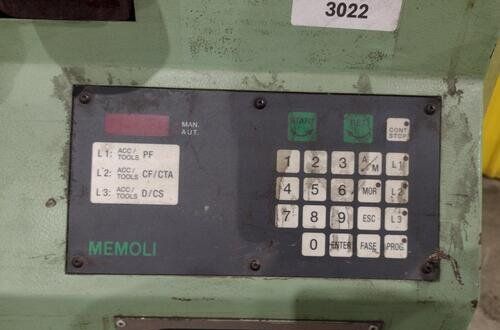 3022
MAN.
AUT.
START
SET
CONT
STOP
L1: ACC/TOOLS PF
L2: ACC/TOOLS CF/CTA
L3: ACC/TOOLS D/CS
1 2 3 A/M L1
4 5 6 MOR L2
7 8 9 ESC L3
0 ENTER FASE PROG
MEMOLI